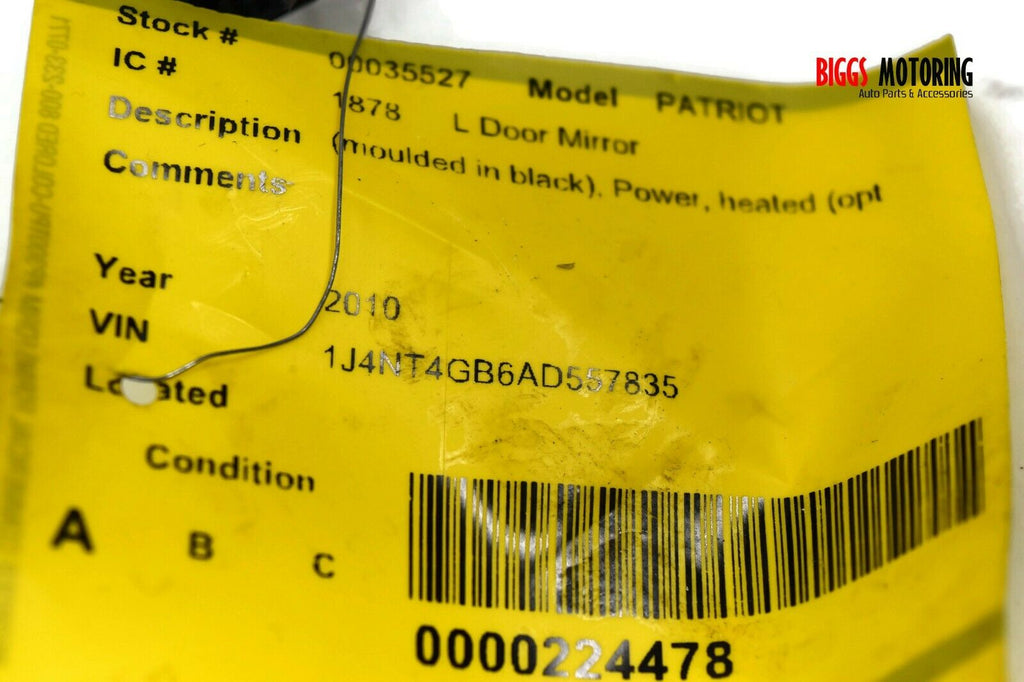 Stock # 00035527 Model PATRIOT
IC # 1878 L Door Mirror
Description (moulded in black), Power, heated (opt
Comments
Year 2010
VIN 1J4NT4GB6AD557835
Located
Condition
A B C
0000224478
BIGGS MOTORING
Auto Parts & Accessories